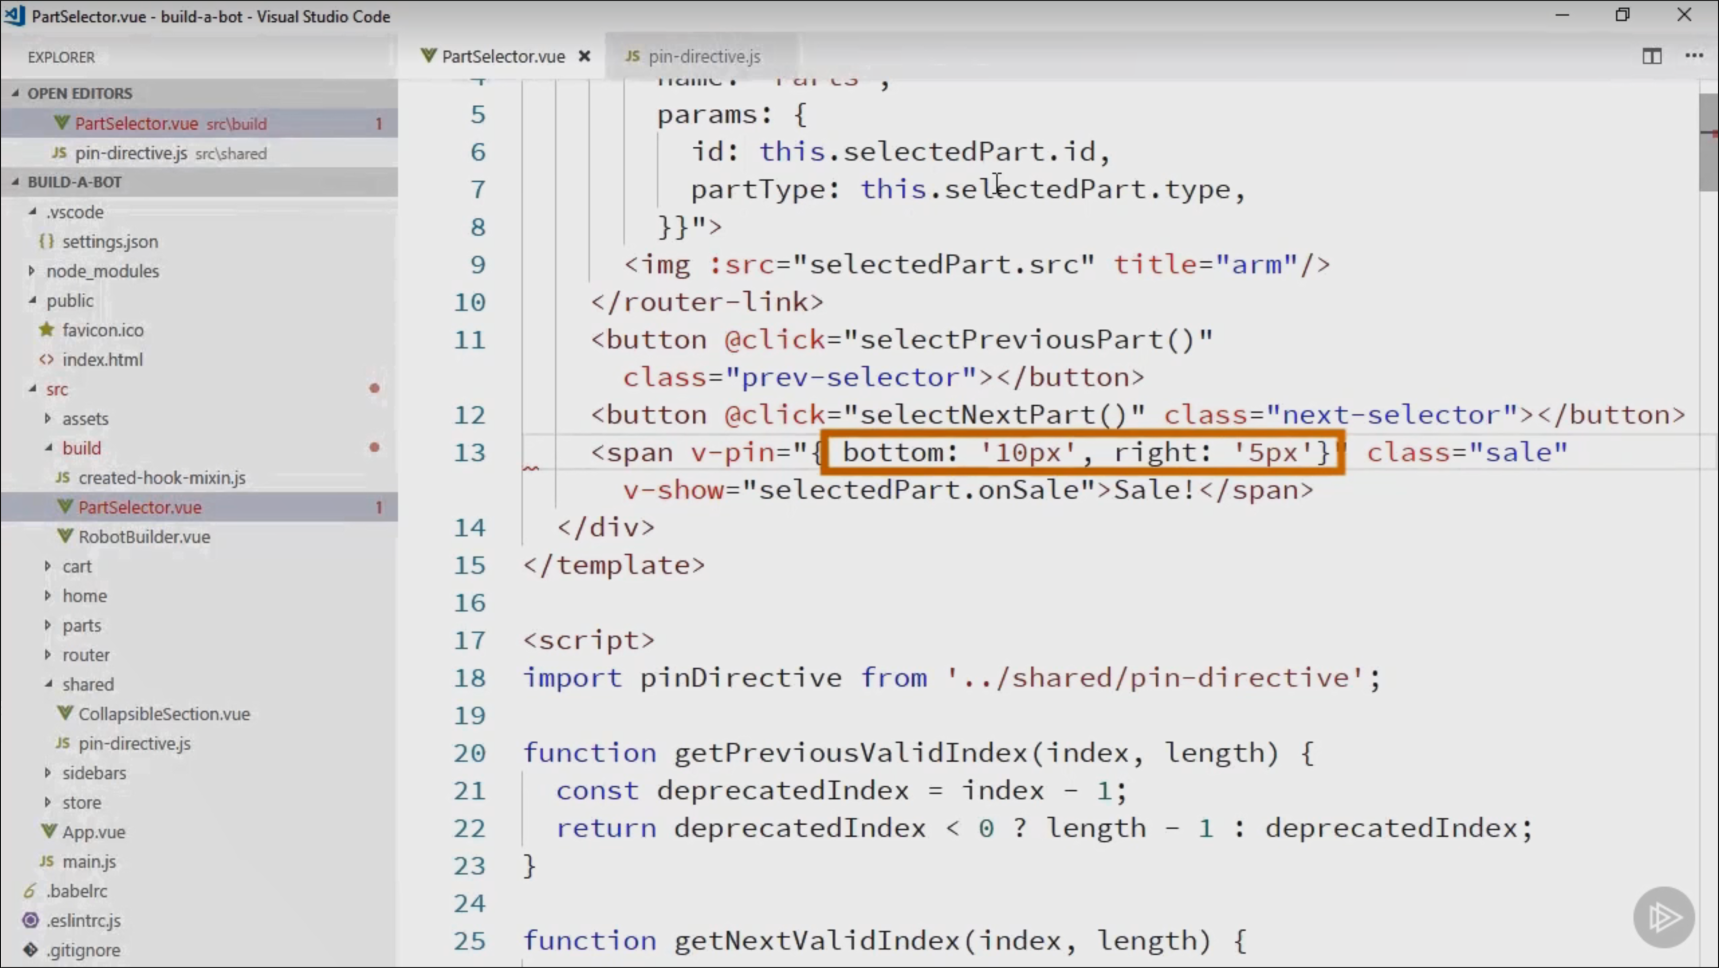 PartSelector.vue - build-a-bot - Visual Studio Code
EXPLORER
OPEN EDITORS
PartSelector.vue src\build 1
JS pin-directive.js src\shared
BUILD-A-BOT
.vscode
{} settings.json
node_modules
public
favicon.ico
<> index.html
src
assets
build
JS created-hook-mixin.js
PartSelector.vue 1
RobotBuilder.vue
cart
home
parts
router
shared
CollapsibleSection.vue
JS pin-directive.js
sidebars
store
App.vue
JS main.js
6 .babelrc
.eslintrc.js
.gitignore
PartSelector.vue
JS pin-directive.js
4 name: 'Parts',
5 params: {
6 id: this.selectedPart.id,
7 partType: this.selectedPart.type,
8 }}">
9 <img :src="selectedPart.src" title="arm"/>
10 </router-link>
11 <button @click="selectPreviousPart()"
class="prev-selector"></button>
12 <button @click="selectNextPart()" class="next-selector"></button>
13 <span v-pin="{ bottom: '10px', right: '5px'}" class="sale"
v-show="selectedPart.onSale">Sale!</span>
14 </div>
15 </template>
16
17 <script>
18 import pinDirective from '../shared/pin-directive';
19
20 function getPreviousValidIndex(index, length) {
21 const deprecatedIndex = index - 1;
22 return deprecatedIndex < 0 ? length - 1 : deprecatedIndex;
23 }
24
25 function getNextValidIndex(index, length) {